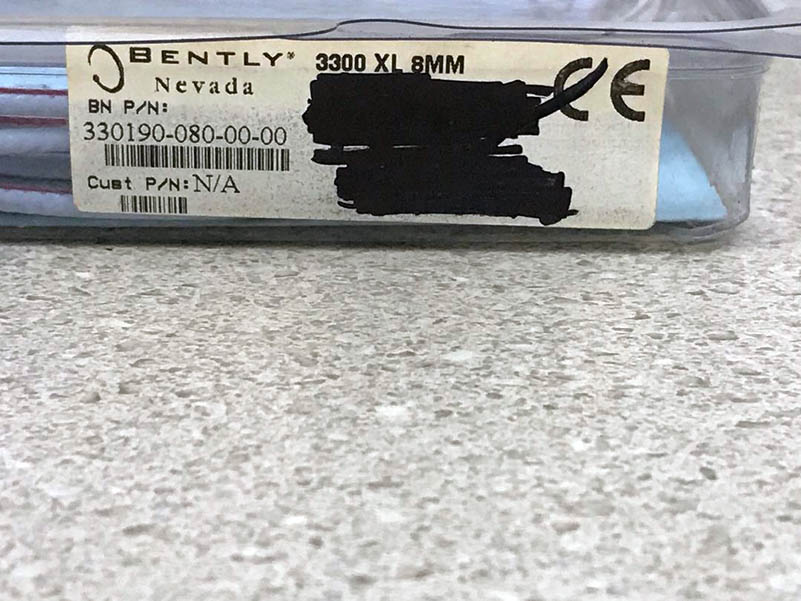 BENTLY® 3300 XL 8MM
Nevada
BN P/N:
330190-080-00-00
Cust P/N: N/A
CE